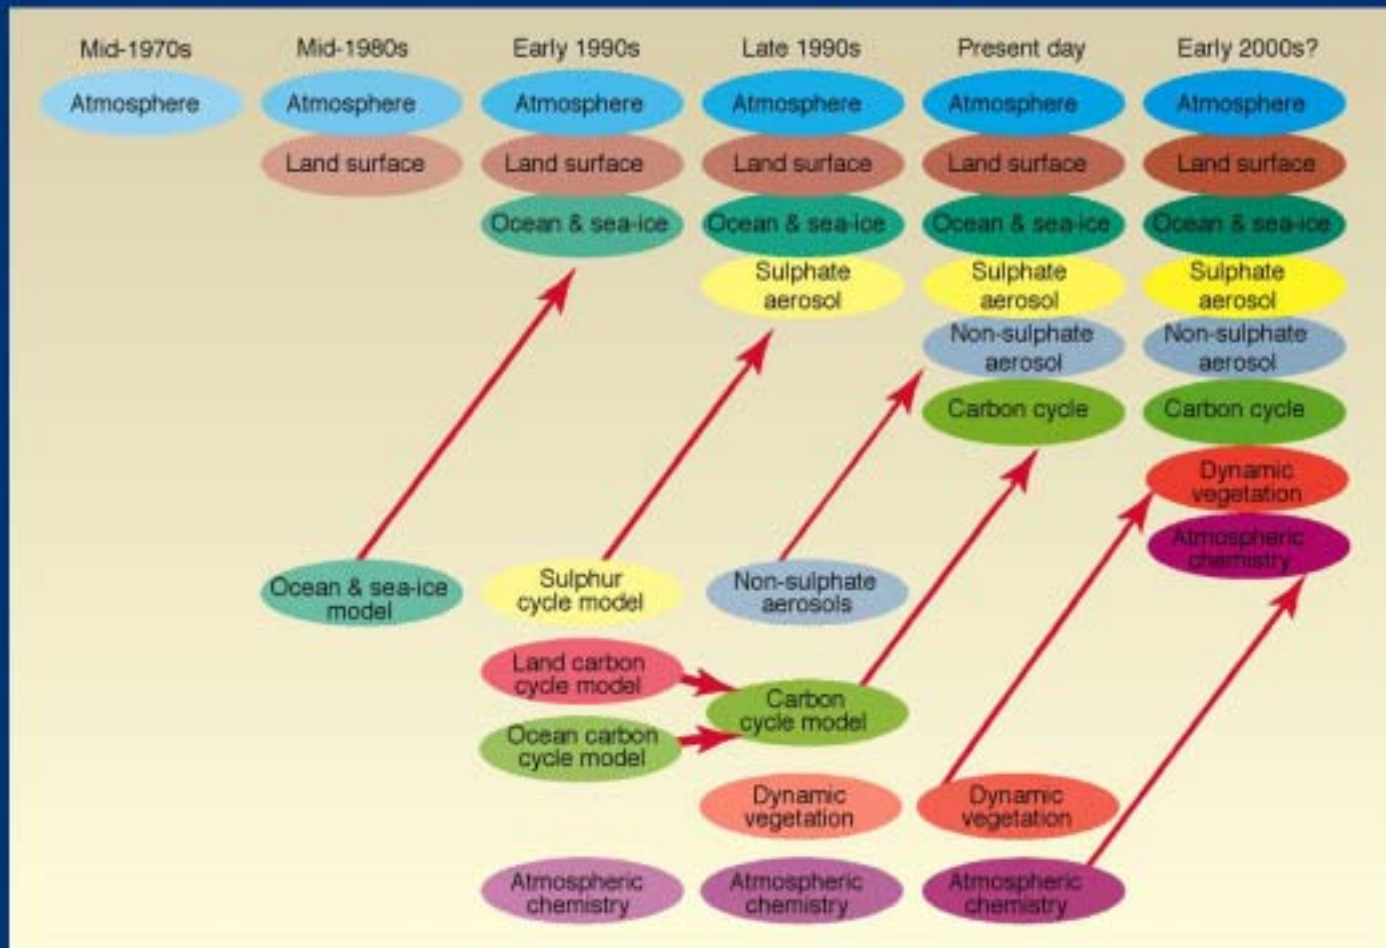 Mid-1970s
Mid-1980s
Early 1990s
Late 1990s
Present day
Early 2000s?
Atmosphere
Atmosphere
Atmosphere
Atmosphere
Atmosphere
Atmosphere
Land surface
Land surface
Land surface
Land surface
Land surface
Ocean & sea-ice
Ocean & sea-ice
Ocean & sea-ice
Ocean & sea-ice
Sulphate
aerosol
Sulphate
aerosol
Sulphate
aerosol
Non-sulphate
aerosol
Non-sulphate
aerosol
Carbon cycle
Carbon cycle
Dynamic
vegetation
Atmospheric
chemistry
Ocean & sea-ice
model
Sulphur
cycle model
Non-sulphate
aerosols
Land carbon
cycle model
Carbon
cycle model
Ocean carbon
cycle model
Dynamic
vegetation
Dynamic
vegetation
Atmospheric
chemistry
Atmospheric
chemistry
Atmospheric
chemistry